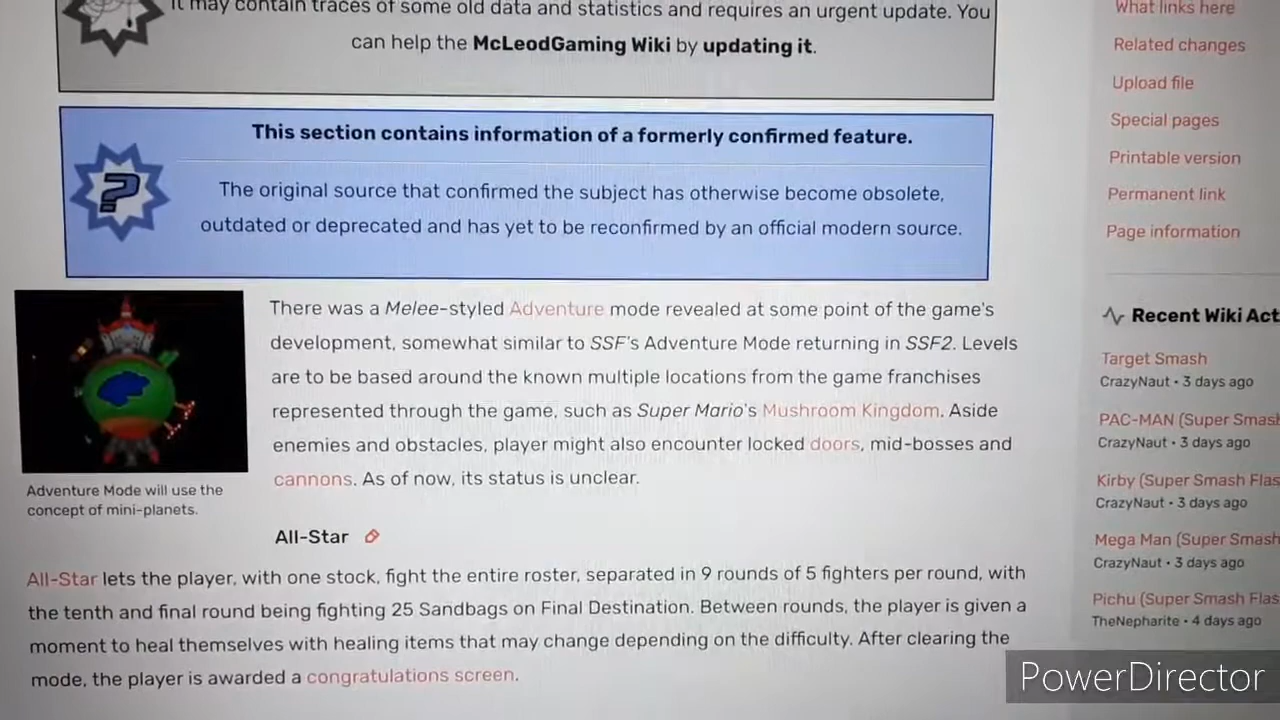 It may contain traces of some old data and statistics and requires an urgent update. You
can help the McLeodGaming Wiki by updating it.
This section contains information of a formerly confirmed feature.
The original source that confirmed the subject has otherwise become obsolete,
outdated or deprecated and has yet to be reconfirmed by an official modern source.
?
There was a Melee-styled Adventure mode revealed at some point of the game's
development, somewhat similar to SSF's Adventure Mode returning in SSF2. Levels
are to be based around the known multiple locations from the game franchises
represented through the game, such as Super Mario's Mushroom Kingdom. Aside
enemies and obstacles, player might also encounter locked doors, mid-bosses and
cannons. As of now, its status is unclear.
Adventure Mode will use the
concept of mini-planets.
All-Star
All-Star lets the player, with one stock, fight the entire roster, separated in 9 rounds of 5 fighters per round, with
the tenth and final round being fighting 25 Sandbags on Final Destination. Between rounds, the player is given a
moment to heal themselves with healing items that may change depending on the difficulty. After clearing the
mode, the player is awarded a congratulations screen.
What links here
Related changes
Upload file
Special pages
Printable version
Permanent link
Page information
Recent Wiki Act
Target Smash
CrazyNaut • 3 days ago
PAC-MAN (Super Smash
CrazyNaut • 3 days ago
Kirby (Super Smash Flas
CrazyNaut • 3 days ago
Mega Man (Super Smash
CrazyNaut • 3 days ago
Pichu (Super Smash Flas
TheNepharite • 4 days ago
PowerDirector